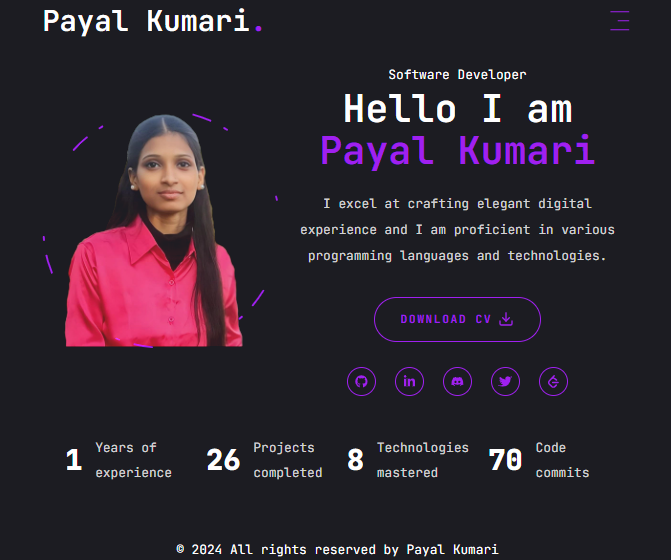 Payal Kumari.
Software Developer
Hello I am
Payal Kumari
I excel at crafting elegant digital
experience and I am proficient in various
programming languages and technologies.
DOWNLOAD CV
1 Years of experience
26 Projects completed
8 Technologies mastered
70 Code commits
© 2024 All rights reserved by Payal Kumari